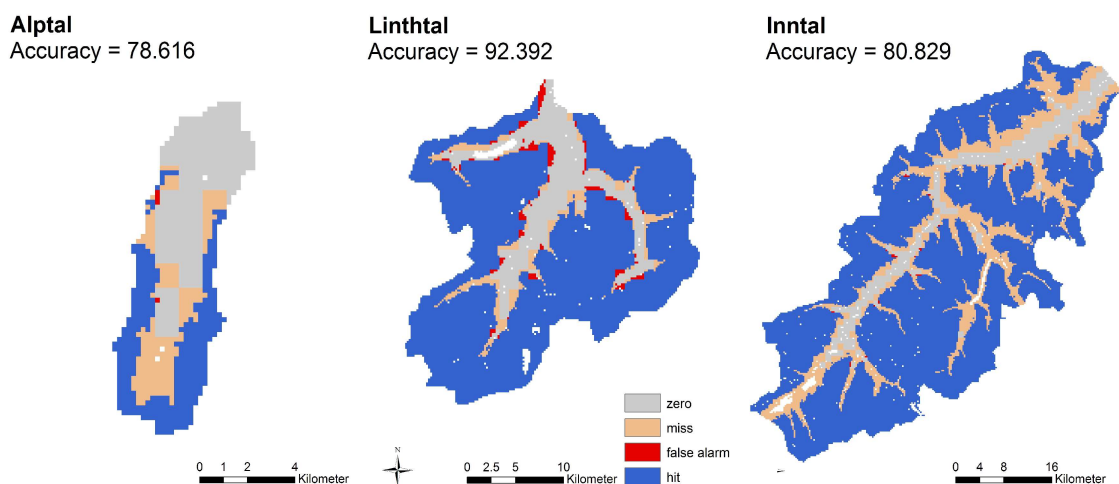 Alptal
Accuracy = 78.616
Linthtal
Accuracy = 92.392
Inntal
Accuracy = 80.829
zero
miss
false alarm
hit
N
0 1 2 4
Kilometer
0 2.5 5 10
Kilometer
0 4 8 16
Kilometer